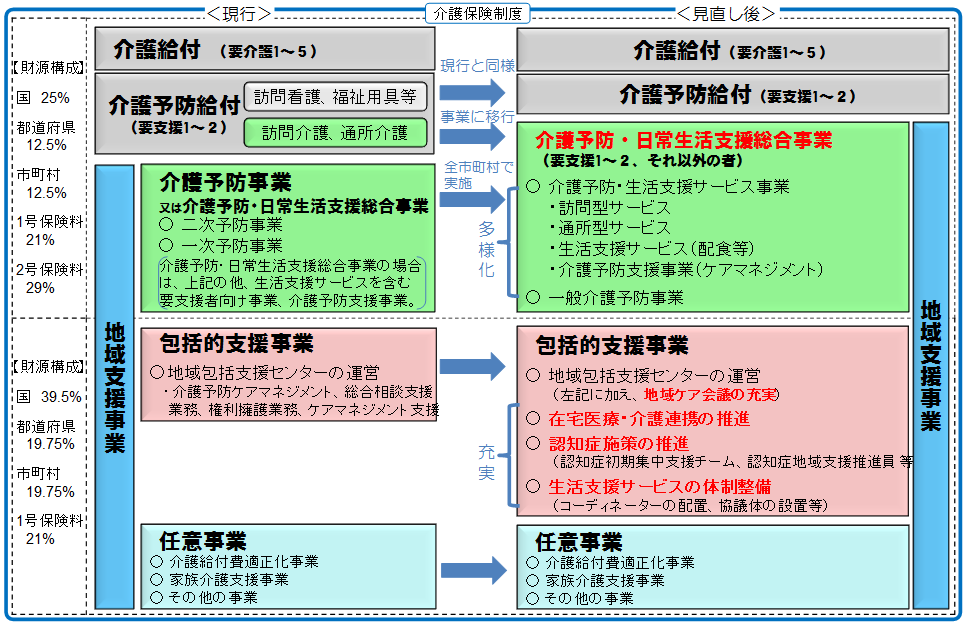 ＜現行＞
介護保険制度
＜見直し後＞
【財源構成】
国 25%
都道府県
12.5%
市町村
12.5%
1号保険料
21%
2号保険料
29%
【財源構成】
国 39.5%
都道府県
19.75%
市町村
19.75%
1号保険料
21%
介護給付 （要介護1～5）
介護予防給付
（要支援1～2）
訪問看護、福祉用具等
訪問介護、通所介護
地域支援事業
介護予防事業
又は介護予防・日常生活支援総合事業
○ 二次予防事業
○ 一次予防事業
介護予防・日常生活支援総合事業の場合
は、上記の他、生活支援サービスを含む
要支援者向け事業、介護予防支援事業。
包括的支援事業
○地域包括支援センターの運営
・介護予防ケアマネジメント、総合相談支援
業務、権利擁護業務、ケアマネジメント支援
任意事業
○ 介護給付費適正化事業
○ 家族介護支援事業
○ その他の事業
現行と同様
事業に移行
全市町村で
実施
多様化
充実
介護給付 （要介護1～5）
介護予防給付（要支援1～2）
介護予防・日常生活支援総合事業
（要支援1～2、それ以外の者）
○ 介護予防・生活支援サービス事業
・訪問型サービス
・通所型サービス
・生活支援サービス（配食等）
・介護予防支援事業（ケアマネジメント）
○ 一般介護予防事業
包括的支援事業
○ 地域包括支援センターの運営
（左記に加え、地域ケア会議の充実）
○ 在宅医療・介護連携の推進
○ 認知症施策の推進
（認知症初期集中支援チーム、認知症地域支援推進員 等）
○ 生活支援サービスの体制整備
（コーディネーターの配置、協議体の設置等）
任意事業
○ 介護給付費適正化事業
○ 家族介護支援事業
○ その他の事業
地域支援事業